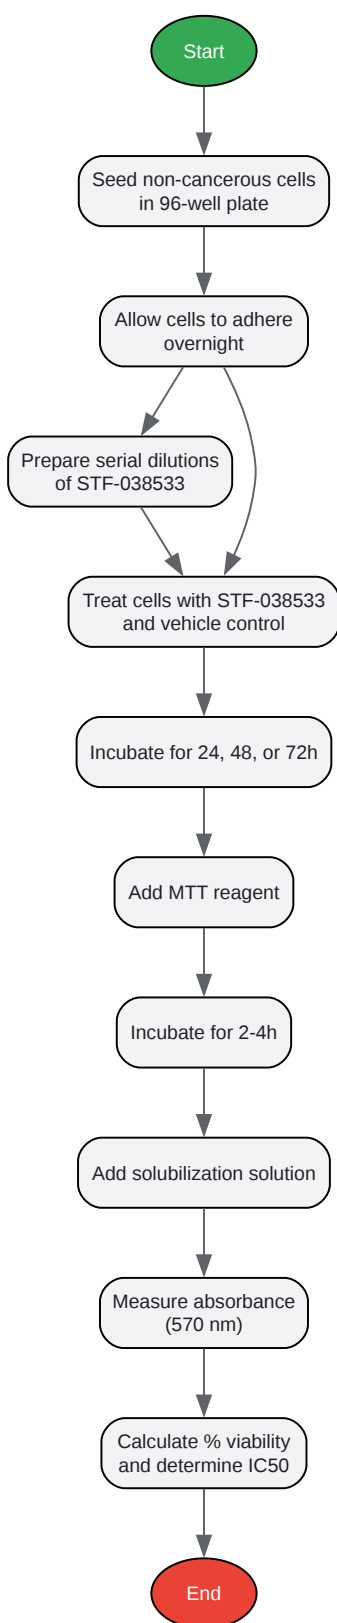 Start
Seed non-cancerous cells
in 96-well plate
Allow cells to adhere
overnight
Prepare serial dilutions
of STF-038533
Treat cells with STF-038533
and vehicle control
Incubate for 24, 48, or 72h
Add MTT reagent
Incubate for 2-4h
Add solubilization solution
Measure absorbance
(570 nm)
Calculate % viability
and determine IC50
End